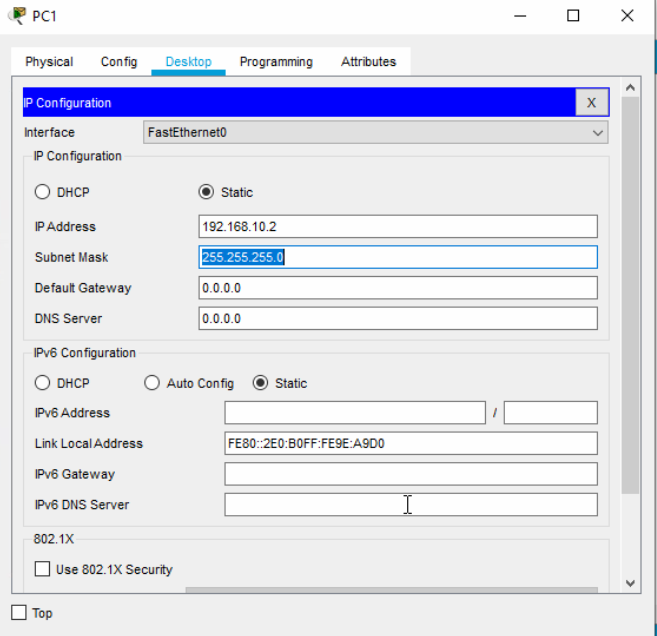 PC1
Physical Config Desktop Programming Attributes
IP Configuration X
Interface FastEthernet0
IP Configuration
DHCP Static
IP Address 192.168.10.2
Subnet Mask 255.255.255.0
Default Gateway 0.0.0.0
DNS Server 0.0.0.0
IPv6 Configuration
DHCP Auto Config Static
IPv6 Address /
Link Local Address FE80::2E0:B0FF:FE9E:A9D0
IPv6 Gateway
IPv6 DNS Server
802.1X
Use 802.1X Security
Top